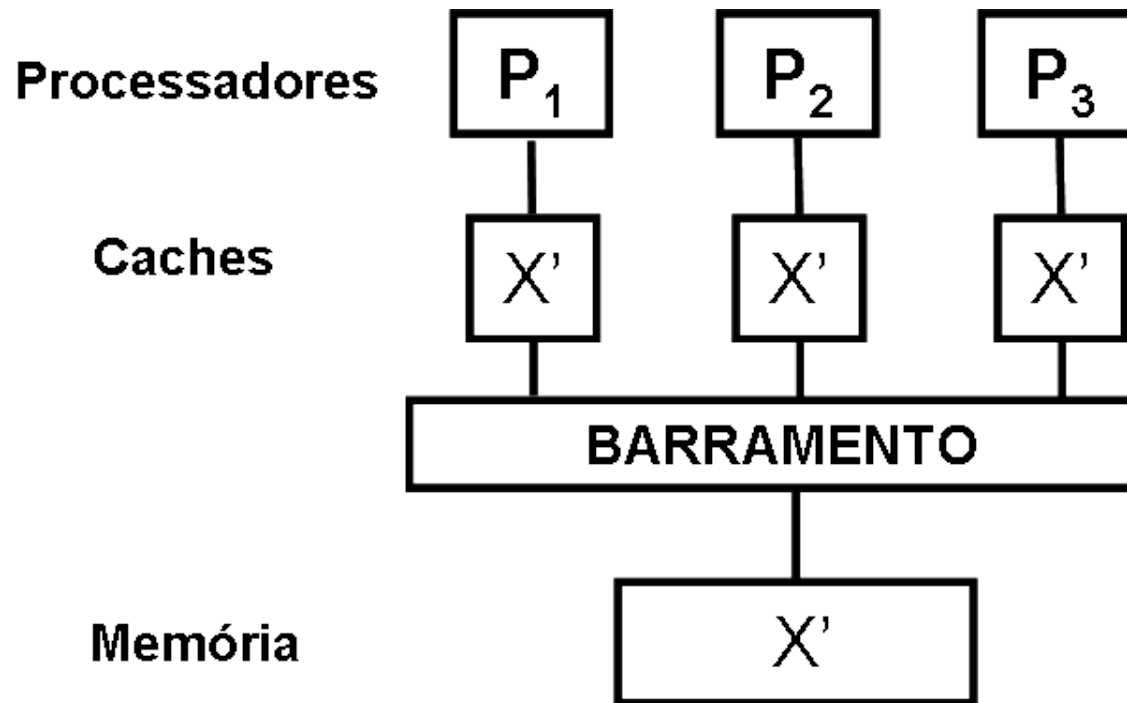 Processadores P₁ P₂ P₃
Caches X’ X’ X’
BARRAMENTO
Memória X’